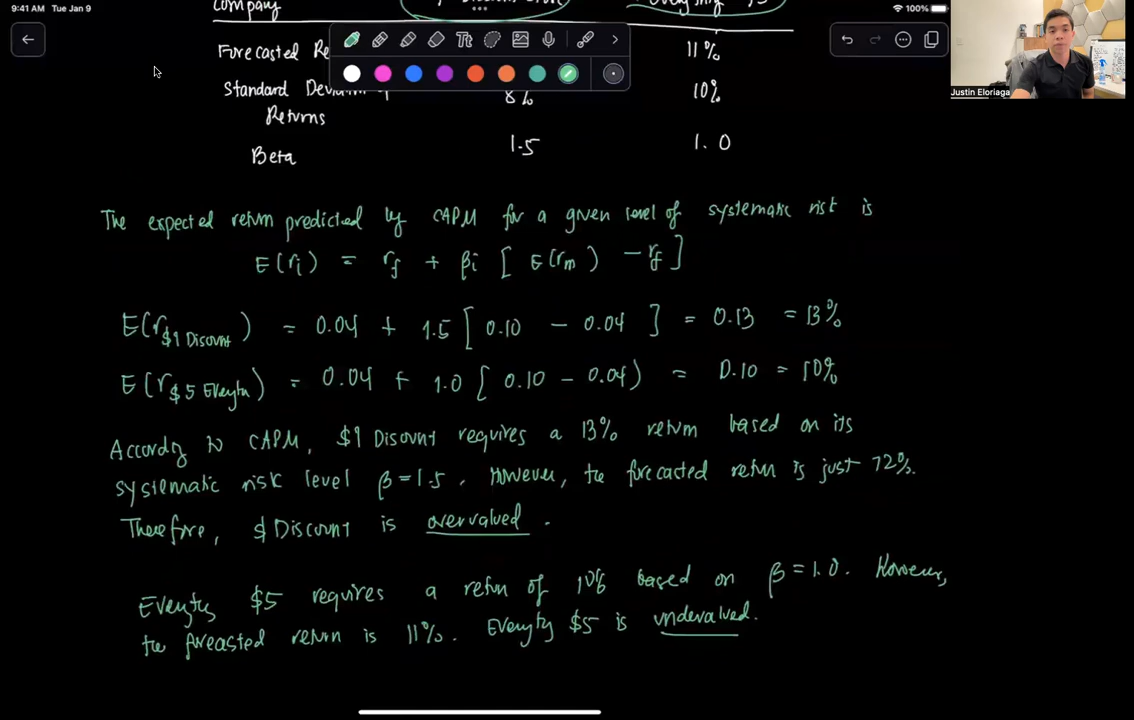 9:41 AM Tue Jan 9
100%
Company
Forecasted Re
11%
Standard Devia
8%
10%
Returns
Beta
1.5
1.0
Justin Eloriaga
The expected return predicted by CAPM for a given level of systematic risk is
E(ri) = rf + βi [ E(rm) - rf ]
E(r$1 Discount) = 0.04 + 1.5 [ 0.10 - 0.04 ] = 0.13 = 13%
E(r$5 Everyth) = 0.04 + 1.0 [ 0.10 - 0.04) = 0.10 = 10%
According to CAPM, $1 Discount requires a 13% return based on its
systematic risk level β = 1.5. However, the forecasted return is just 12%.
Therefore, $ Discount is overvalued.
Everythg $5 requires a return of 10% based on β = 1.0. However,
the forecasted return is 11%. Everythg $5 is undervalued.